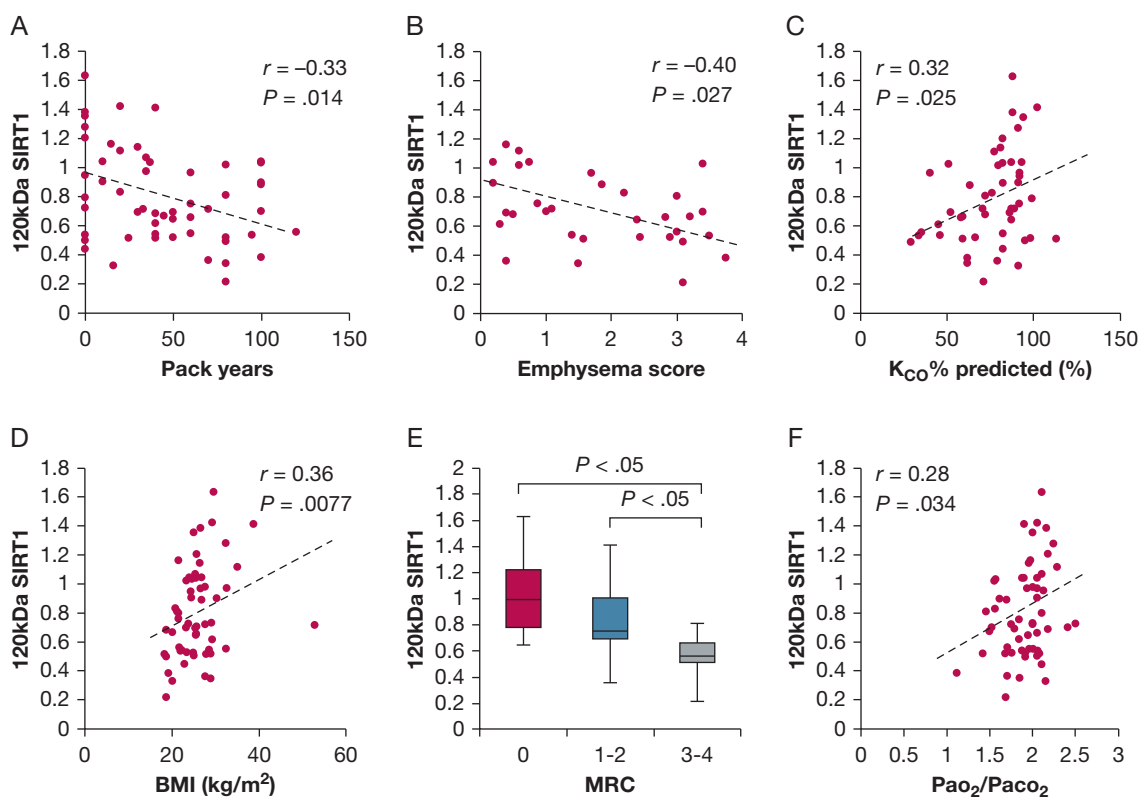 A
120kDa SIRT1
1.8
1.6
1.4
1.2
1
0.8
0.6
0.4
0.2
0
r = –0.33
P = .014
0 50 100 150
Pack years
B
120kDa SIRT1
1.8
1.6
1.4
1.2
1
0.8
0.6
0.4
0.2
0
r = –0.40
P = .027
0 1 2 3 4
Emphysema score
C
120kDa SIRT1
1.8
1.6
1.4
1.2
1
0.8
0.6
0.4
0.2
0
r = 0.32
P = .025
0 50 100 150
K_CO% predicted (%)
D
120kDa SIRT1
1.8
1.6
1.4
1.2
1
0.8
0.6
0.4
0.2
0
r = 0.36
P = .0077
0 20 40 60
BMI (kg/m²)
E
120kDa SIRT1
2
1.8
1.6
1.4
1.2
1
0.8
0.6
0.4
0.2
0
P < .05
P < .05
0 1-2 3-4
MRC
F
120kDa SIRT1
1.8
1.6
1.4
1.2
1
0.8
0.6
0.4
0.2
0
r = 0.28
P = .034
0 0.5 1 1.5 2 2.5 3
Pao₂/Paco₂